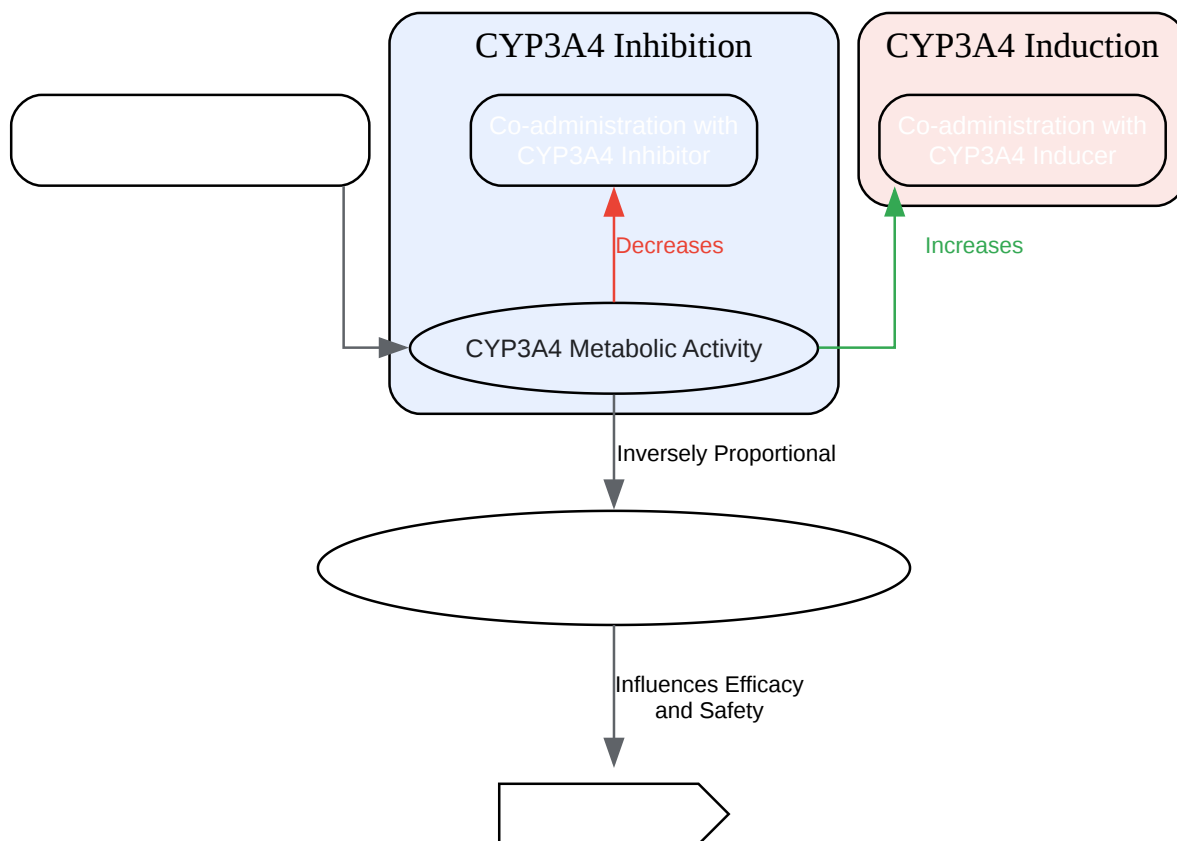 CYP3A4 Inhibition
CYP3A4 Induction
Co-administration with
CYP3A4 Inhibitor
Co-administration with
CYP3A4 Inducer
Decreases
Increases
CYP3A4 Metabolic Activity
Inversely Proportional
Influences Efficacy
and Safety